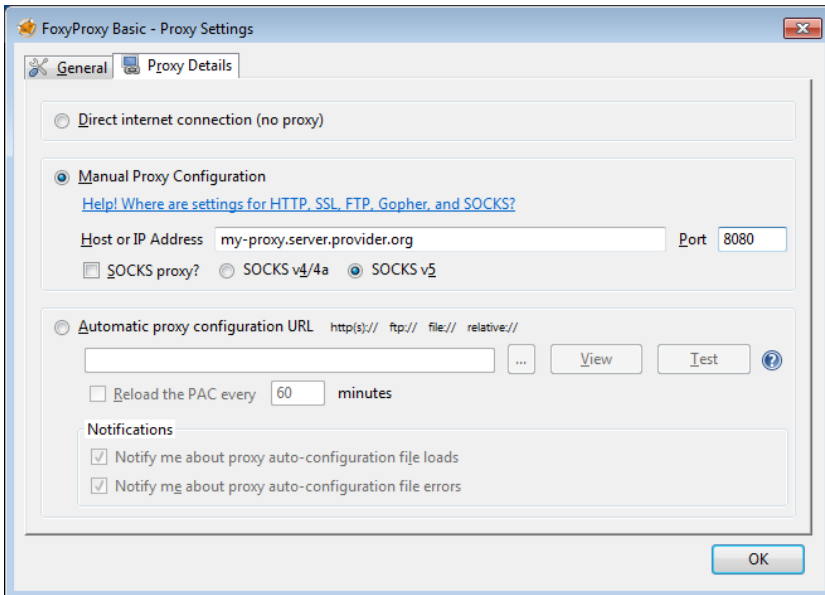 FoxyProxy Basic - Proxy Settings
General Proxy Details
Direct internet connection (no proxy)
Manual Proxy Configuration
Help! Where are settings for HTTP, SSL, FTP, Gopher, and SOCKS?
Host or IP Address my-proxy.server.provider.org Port 8080
SOCKS proxy? SOCKS v4/4a SOCKS v5
Automatic proxy configuration URL http(s):// ftp:// file:// relative://
... View Test ?
Reload the PAC every 60 minutes
Notifications
Notify me about proxy auto-configuration file loads
Notify me about proxy auto-configuration file errors
OK